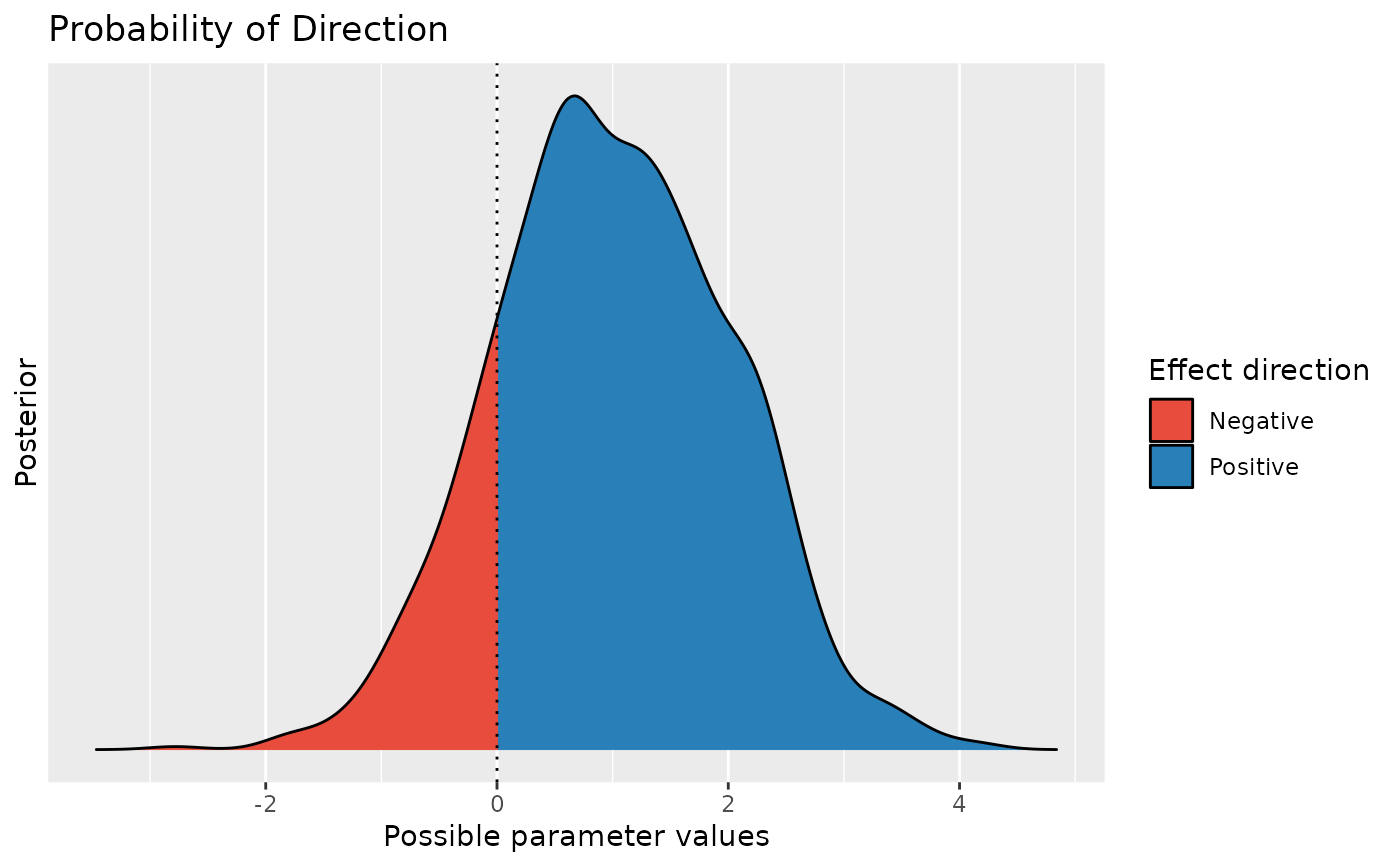 Probability of Direction
Posterior
-2
0
2
4
Possible parameter values
Effect direction
Negative
Positive